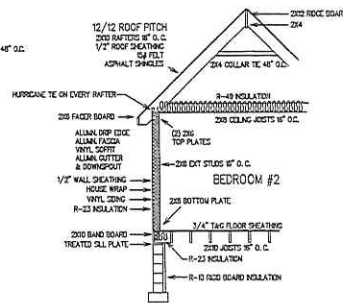 12/12 ROOF PITCH
2X10 RAFTERS 16" O. C.
1/2" ROOF SHEATHING
15# FELT
ASPHALT SHINGLES
2X12 RIDGE BOAR
2X4
48" O.C.
2X4 COLLAR TIE 48" O.C.
HURRICANE TIE ON EVERY RAFTER
R-49 INSULATION
2X8 FACER BOARD
2X8 CEILING JOISTS 16" O. C.
ALUMN. DRIP EDGE
ALUMN. FASCIA
VINYL SOFFIT
ALUMN. GUTTER
& DOWNSPOUT
(2) 2X6
TOP PLATES
2X6 EXT STUDS 16" O. C.
1/2" WALL SHEATHING
HOUSE WRAP
VINYL SIDING
R-23 INSULATION
BEDROOM #2
2X6 BOTTOM PLATE
3/4" T&G FLOOR SHEATHING
2X10 BAND BOARD
TREATED SILL PLATE
2X10 JOISTS 16" O. C.
R-23 INSULATION
R-10 RIGID BOARD INSULATION